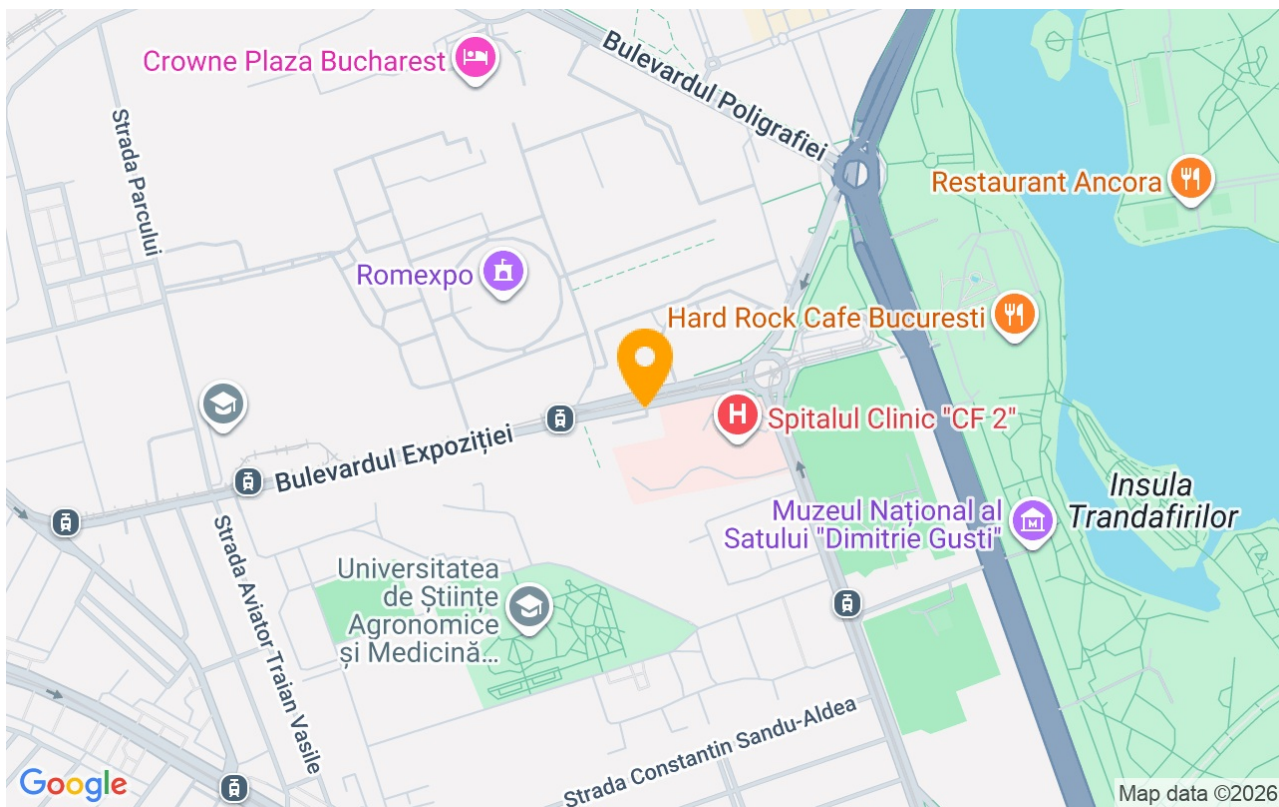 Crowne Plaza Bucharest
Bulevardul Poligrafiei
Strada Parcului
Restaurant Ancora
Romexpo
Hard Rock Cafe Bucuresti
H
Spitalul Clinic "CF 2"
Bulevardul Expoziției
Insula
Trandafirilor
Muzeul Național al
Satului "Dimitrie Gusti"
M
Universitatea
de Științe
Agronomice
și Medicină...
Strada Aviator Traian Vasile
Strada Constantin Sandu-Aldea
Google
Map data ©2026